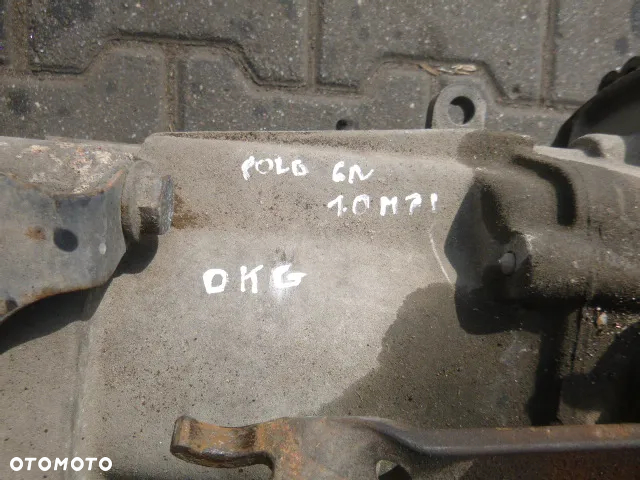 POLO 6N
1.0 MPI
DKG
OTOMOTO